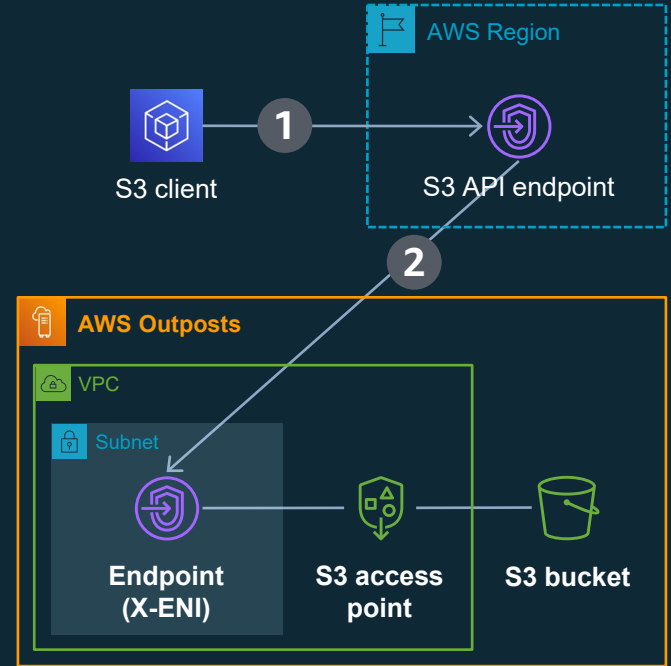 AWS Region
1
S3 client
S3 API endpoint
2
AWS Outposts
VPC
Subnet
Endpoint
(X-ENI)
S3 access
point
S3 bucket